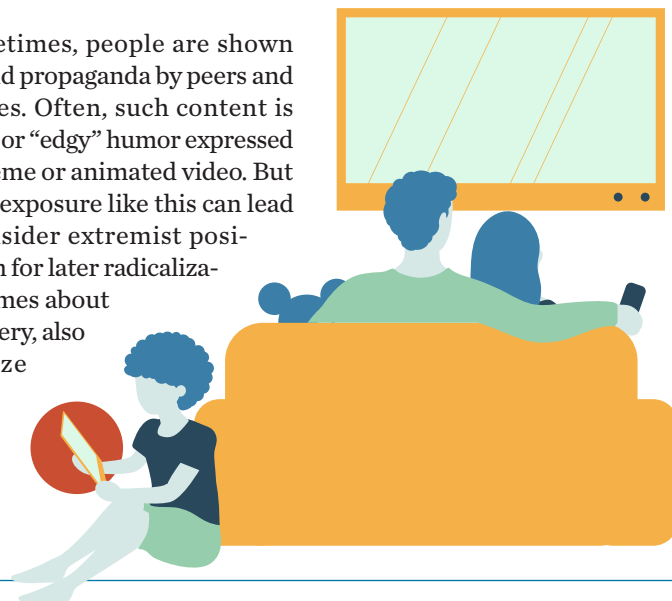 etimes, people are shown
d propaganda by peers and
es. Often, such content is
or “edgy” humor expressed
eme or animated video. But
exposure like this can lead
sider extremist posi-
n for later radicaliza-
mes about
ery, also
ze